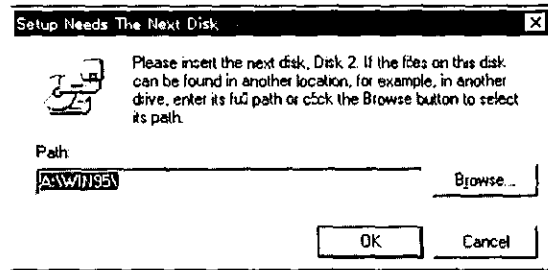 Setup Needs The Next Disk
Please insert the next disk, Disk 2. If the files on this disk
can be found in another location, for example, in another
drive, enter its full path or click the Browse button to select
its path.
Path:
A:\WIN95\
Browse...
OK
Cancel